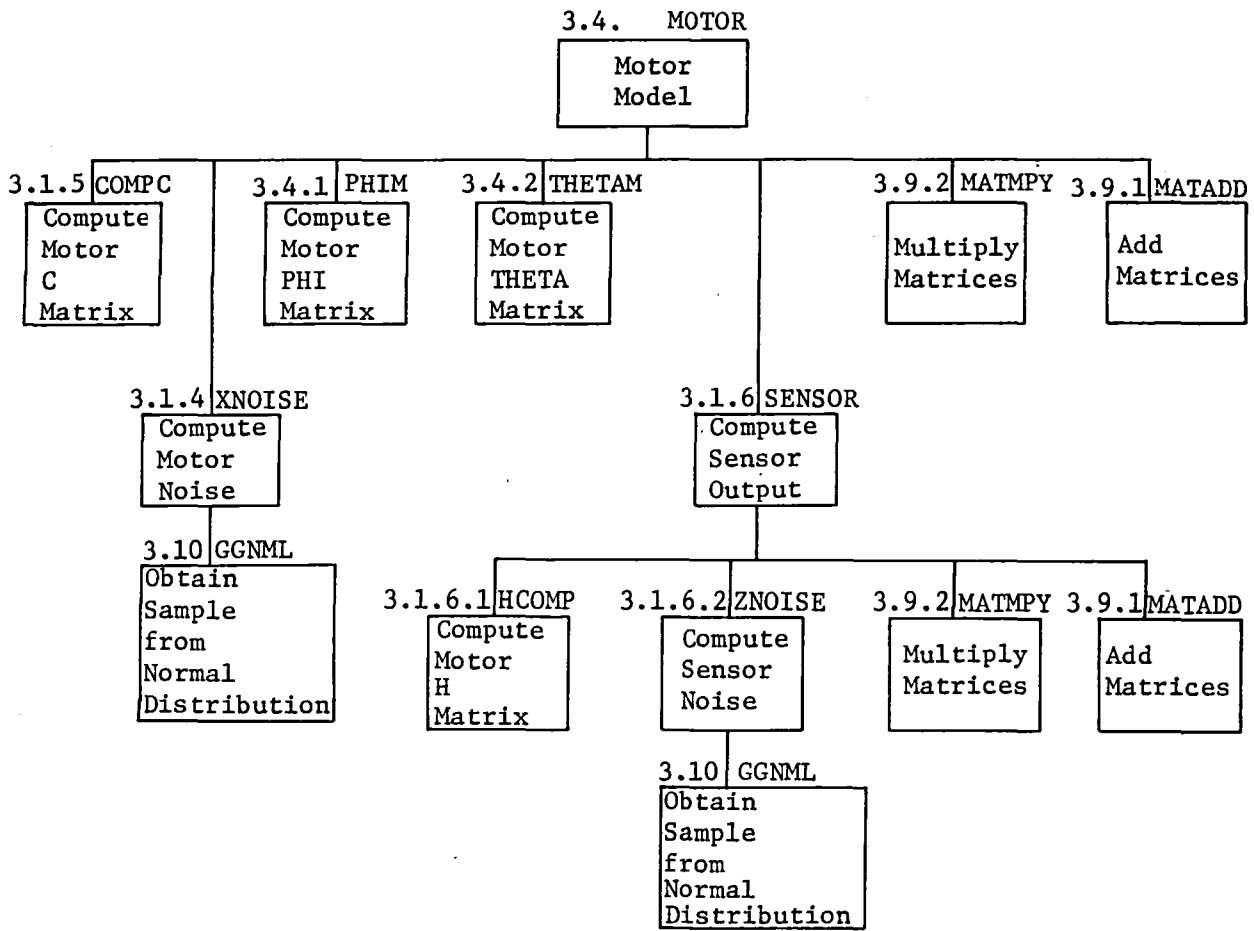 3.4. MOTOR
Motor
Model
3.1.5 COMPC
Compute
Motor
C
Matrix
3.4.1 PHIM
Compute
Motor
PHI
Matrix
3.4.2 THETAM
Compute
Motor
THETA
Matrix
3.9.2 MATMPY
Multiply
Matrices
3.9.1 MATADD
Add
Matrices
3.1.4 XNOISE
Compute
Motor
Noise
3.10 GGNML
Obtain
Sample
from
Normal
Distribution
3.1.6 SENSOR
Compute
Sensor
Output
3.1.6.1 HCOMP
Compute
Motor
H
Matrix
3.1.6.2 ZNOISE
Compute
Sensor
Noise
3.10 GGNML
Obtain
Sample
from
Normal
Distribution
3.9.2 MATMPY
Multiply
Matrices
3.9.1 MATADD
Add
Matrices